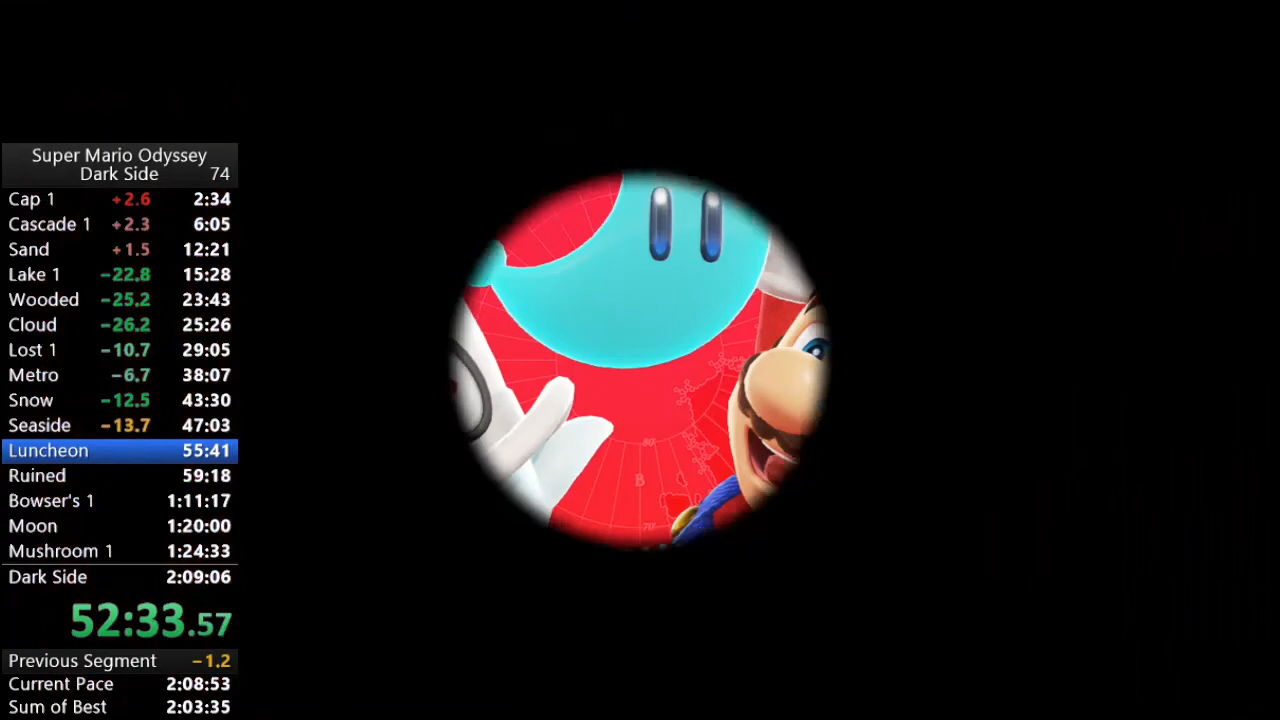 Super Mario Odyssey
Dark Side 74
Cap 1 +2.6 2:34
Cascade 1 +2.3 6:05
Sand +1.5 12:21
Lake 1 −22.8 15:28
Wooded −25.2 23:43
Cloud −26.2 25:26
Lost 1 −10.7 29:05
Metro −6.7 38:07
Snow −12.5 43:30
Seaside −13.7 47:03
Luncheon 55:41
Ruined 59:18
Bowser's 1 1:11:17
Moon 1:20:00
Mushroom 1 1:24:33
Dark Side 2:09:06
52:33.57
Previous Segment −1.2
Current Pace 2:08:53
Sum of Best 2:03:35
80°
B
70°